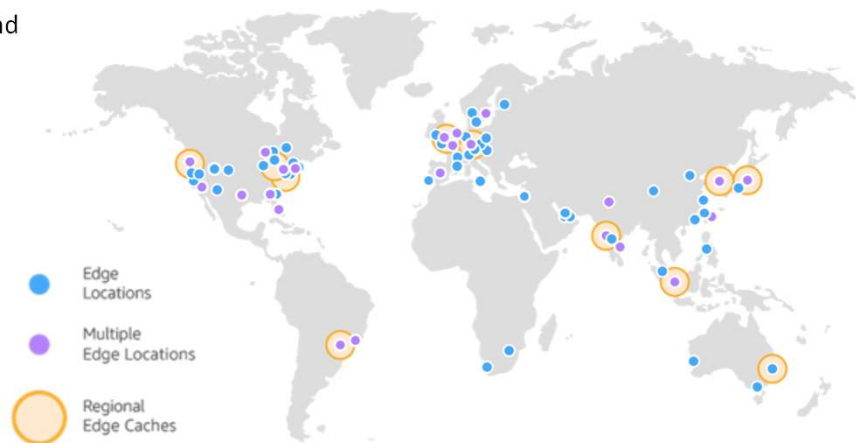 nd
Edge
Locations
Multiple
Edge Locations
Regional
Edge Caches